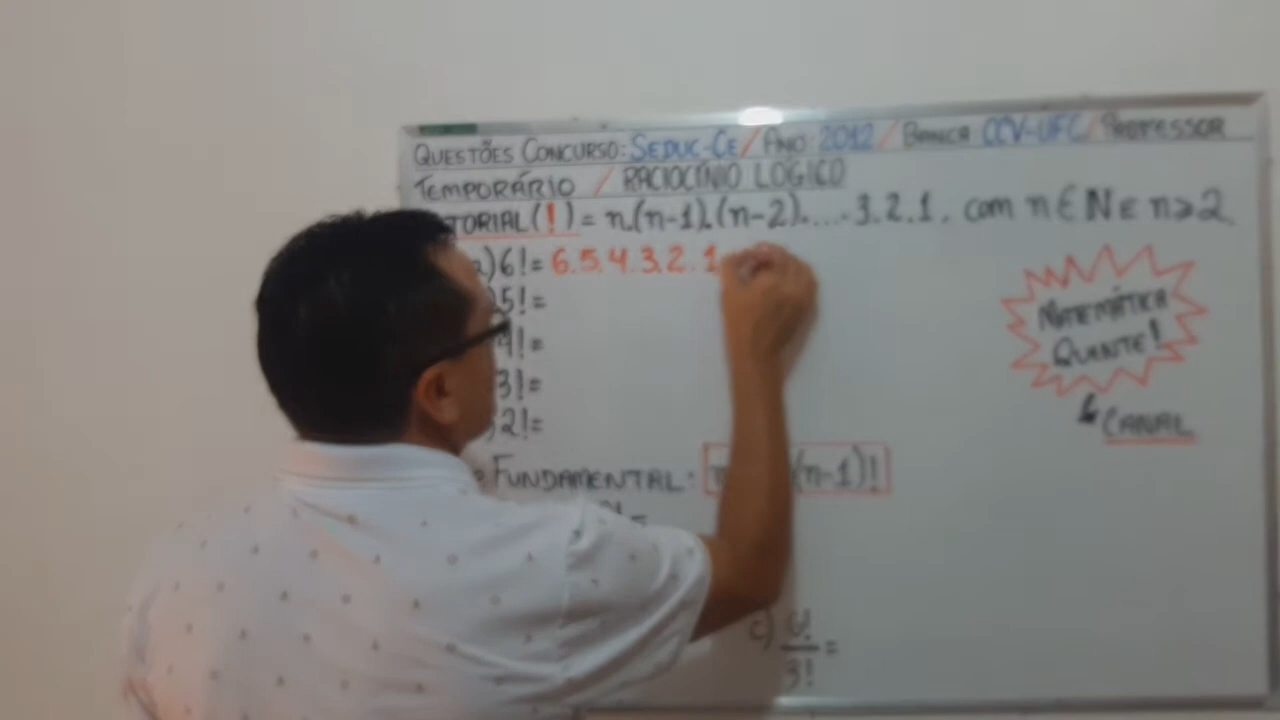 QUESTÕES CONCURSO: SEDUC-CE / ANO: 2012 / BANCA CCV-UFC / PROFESSOR
TEMPORÁRIO / RACIOCÍNIO LÓGICO
TORIAL(!) = n.(n-1).(n-2).....3.2.1. com n ∈ N E n ≥ 2
a) 6! = 6.5.4.3.2.1
5! =
4! =
3! =
) 2! =
MATEMÁTICA
QUENTE!
CANAL
FUNDAMENTAL: (n-1)!
c) 6!
3! =